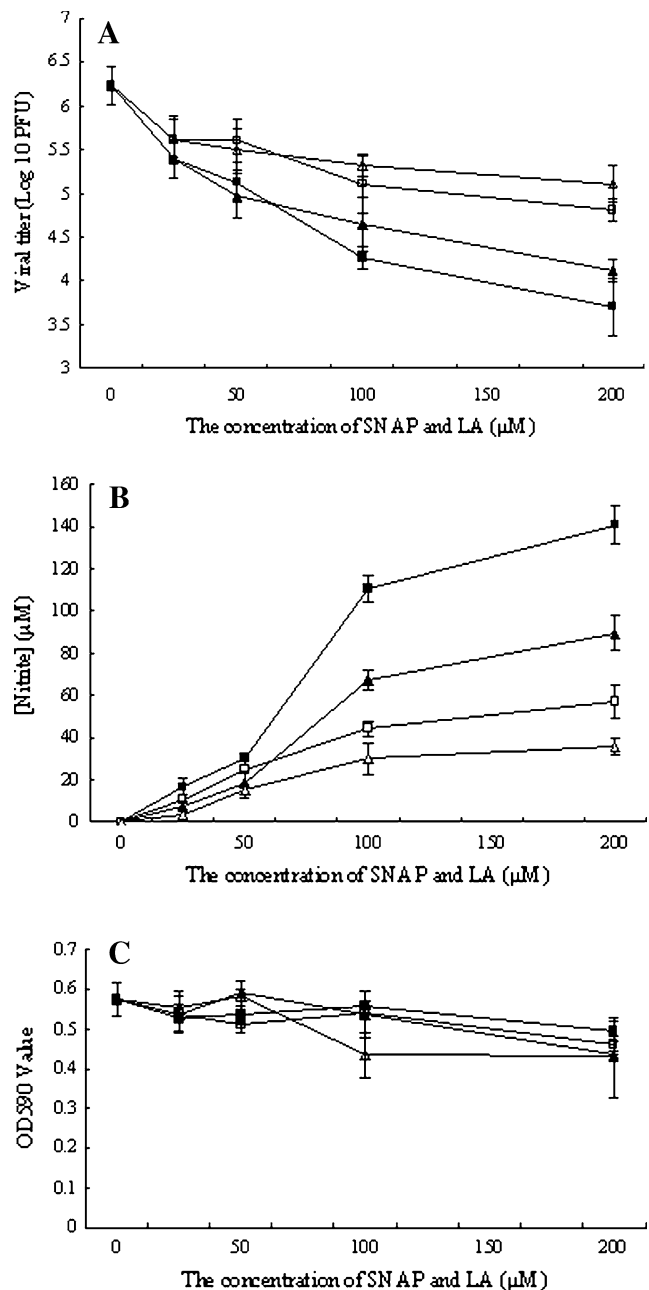 A
Viral titer (Log 10 PFU)
7
6.5
6
5.5
5
4.5
4
3.5
3
0 50 100 150 200
The concentration of SNAP and LA (μM)
B
[Nitrite] (μM)
160
140
120
100
80
60
40
20
0
0 50 100 150 200
The concentration of SNAP and LA (μM)
C
OD590 Value
0.7
0.6
0.5
0.4
0.3
0.2
0.1
0
0 50 100 150 200
The concentration of SNAP and LA (μM)